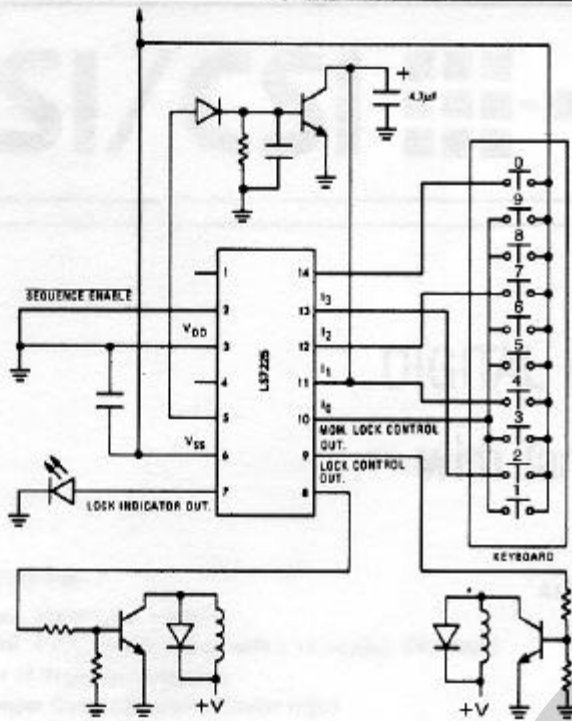 +
4.7µF
0
9
8
7
6
5
4
3
2
1
KEYBOARD
SEQUENCE ENABLE
VDD
VSS
LS7225
1
2
3
4
5
6
7
14
13
12
11
10
9
8
I3
I2
I1
I0
MOM. LOCK CONTROL
OUT.
LOCK CONTROL
OUT.
LOCK INDICATOR OUT.
+V
+V